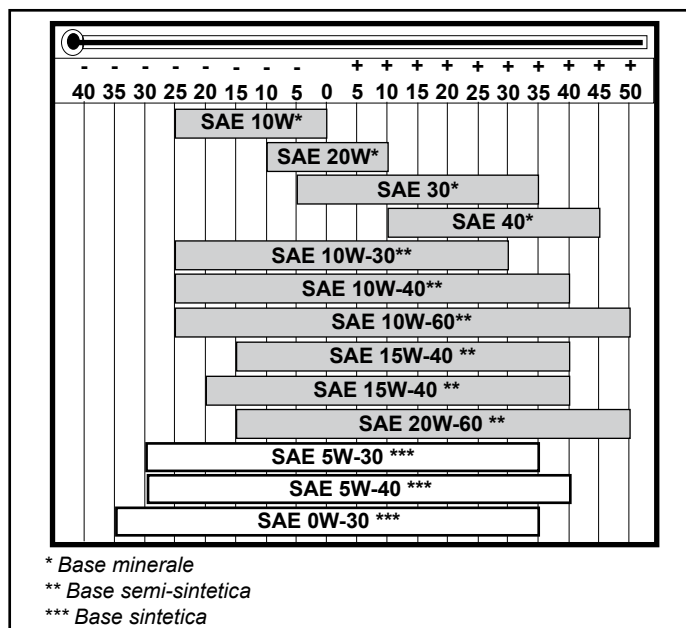 - - - - - - - - + + + + + + + + + +
40 35 30 25 20 15 10 5 0 5 10 15 20 25 30 35 40 45 50
SAE 10W*
SAE 20W*
SAE 30*
SAE 40*
SAE 10W-30**
SAE 10W-40**
SAE 10W-60**
SAE 15W-40 **
SAE 15W-40 **
SAE 20W-60 **
SAE 5W-30 ***
SAE 5W-40 ***
SAE 0W-30 ***
* Base minerale
** Base semi-sintetica
*** Base sintetica